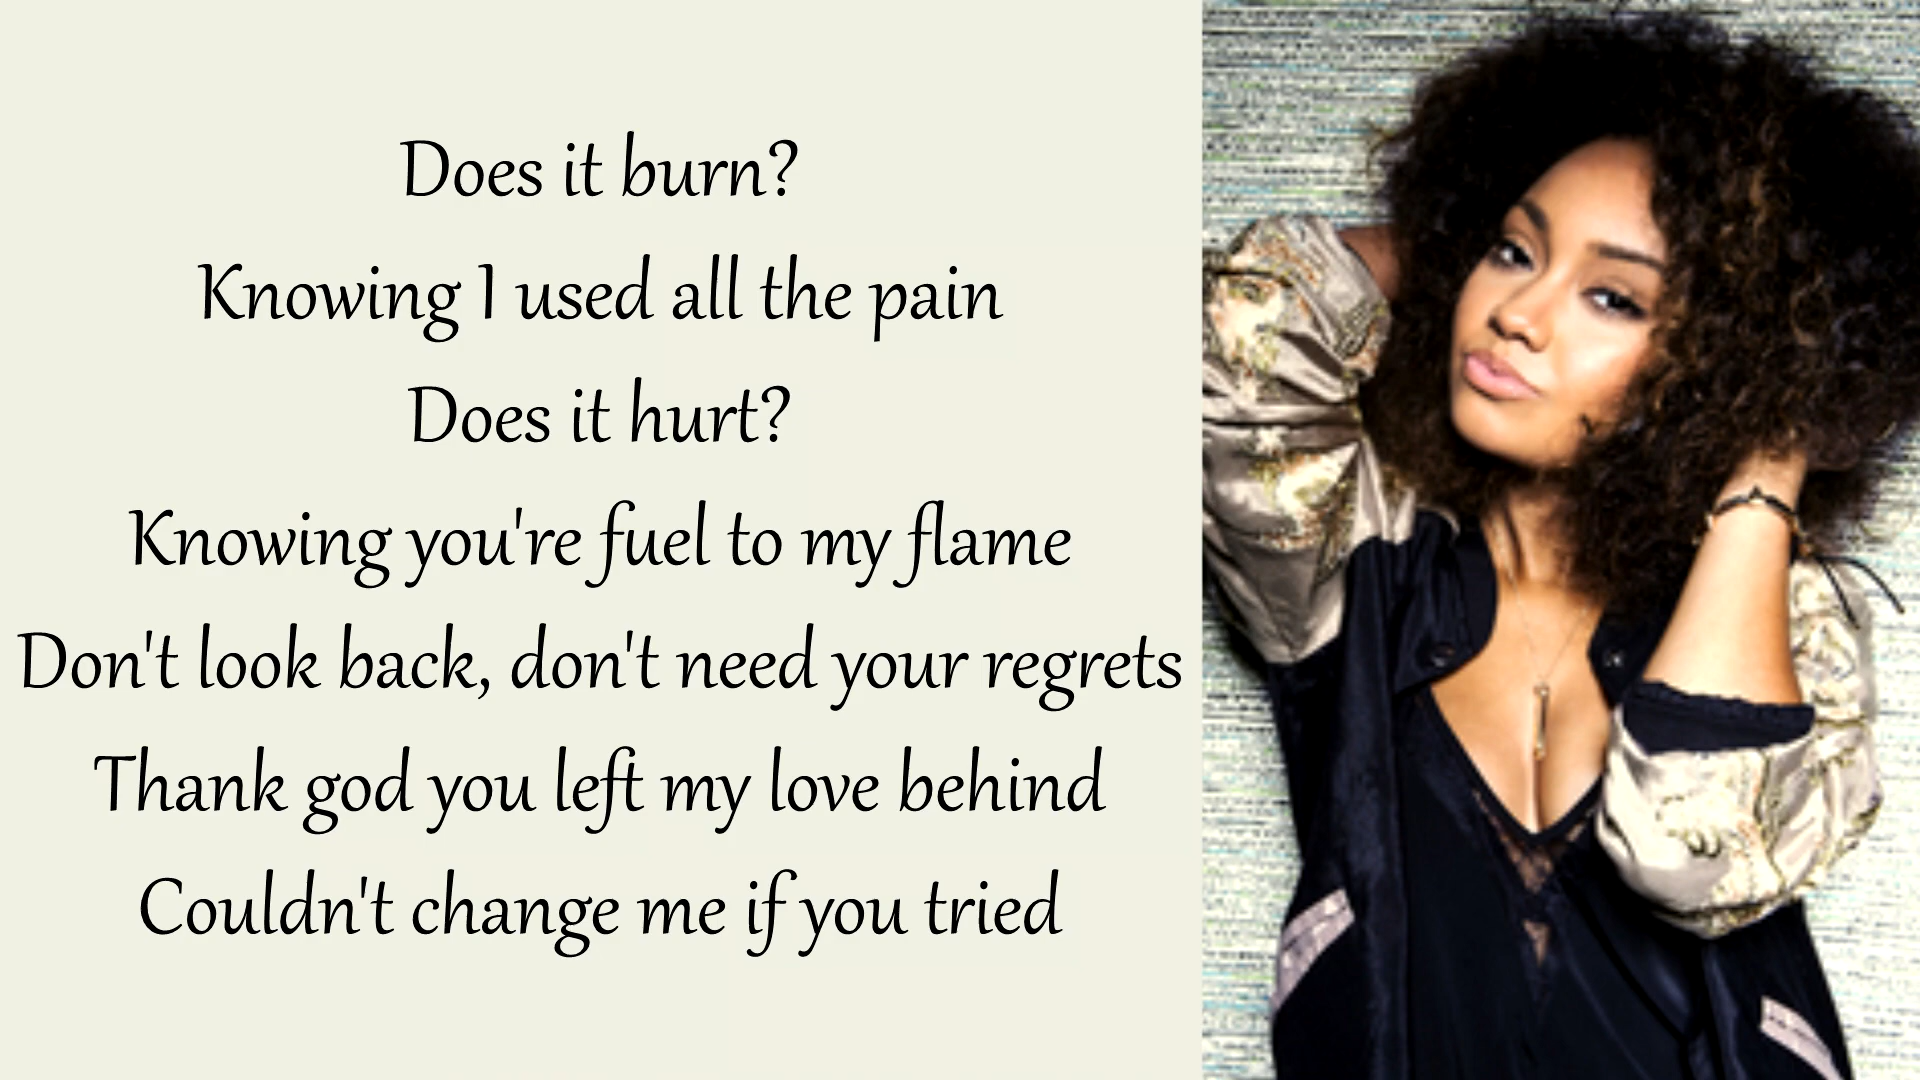 Does it burn?
Knowing I used all the pain
Does it hurt?
Knowing you're fuel to my flame
Don't look back, don't need your regrets
Thank god you left my love behind
Couldn't change me if you tried